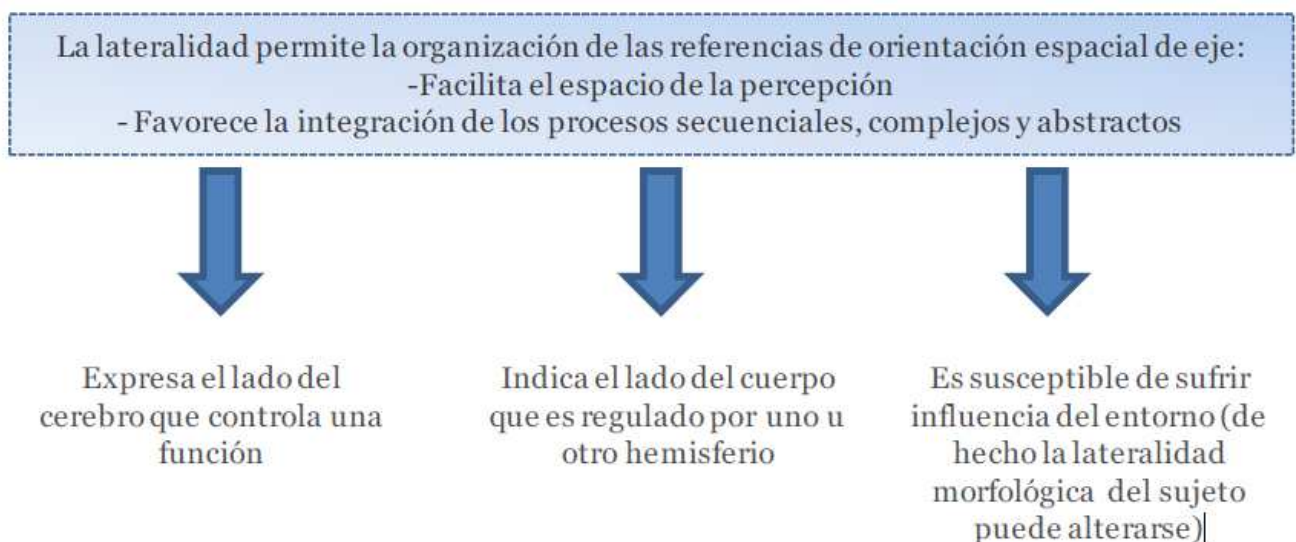 La lateralidad permite la organización de las referencias de orientación espacial de eje:
-Facilita el espacio de la percepción
- Favorece la integración de los procesos secuenciales, complejos y abstractos
Expresa el lado del
cerebro que controla una
función
Indica el lado del cuerpo
que es regulado por uno u
otro hemisferio
Es susceptible de sufrir
influencia del entorno (de
hecho la lateralidad
morfológica del sujeto
puede alterarse)